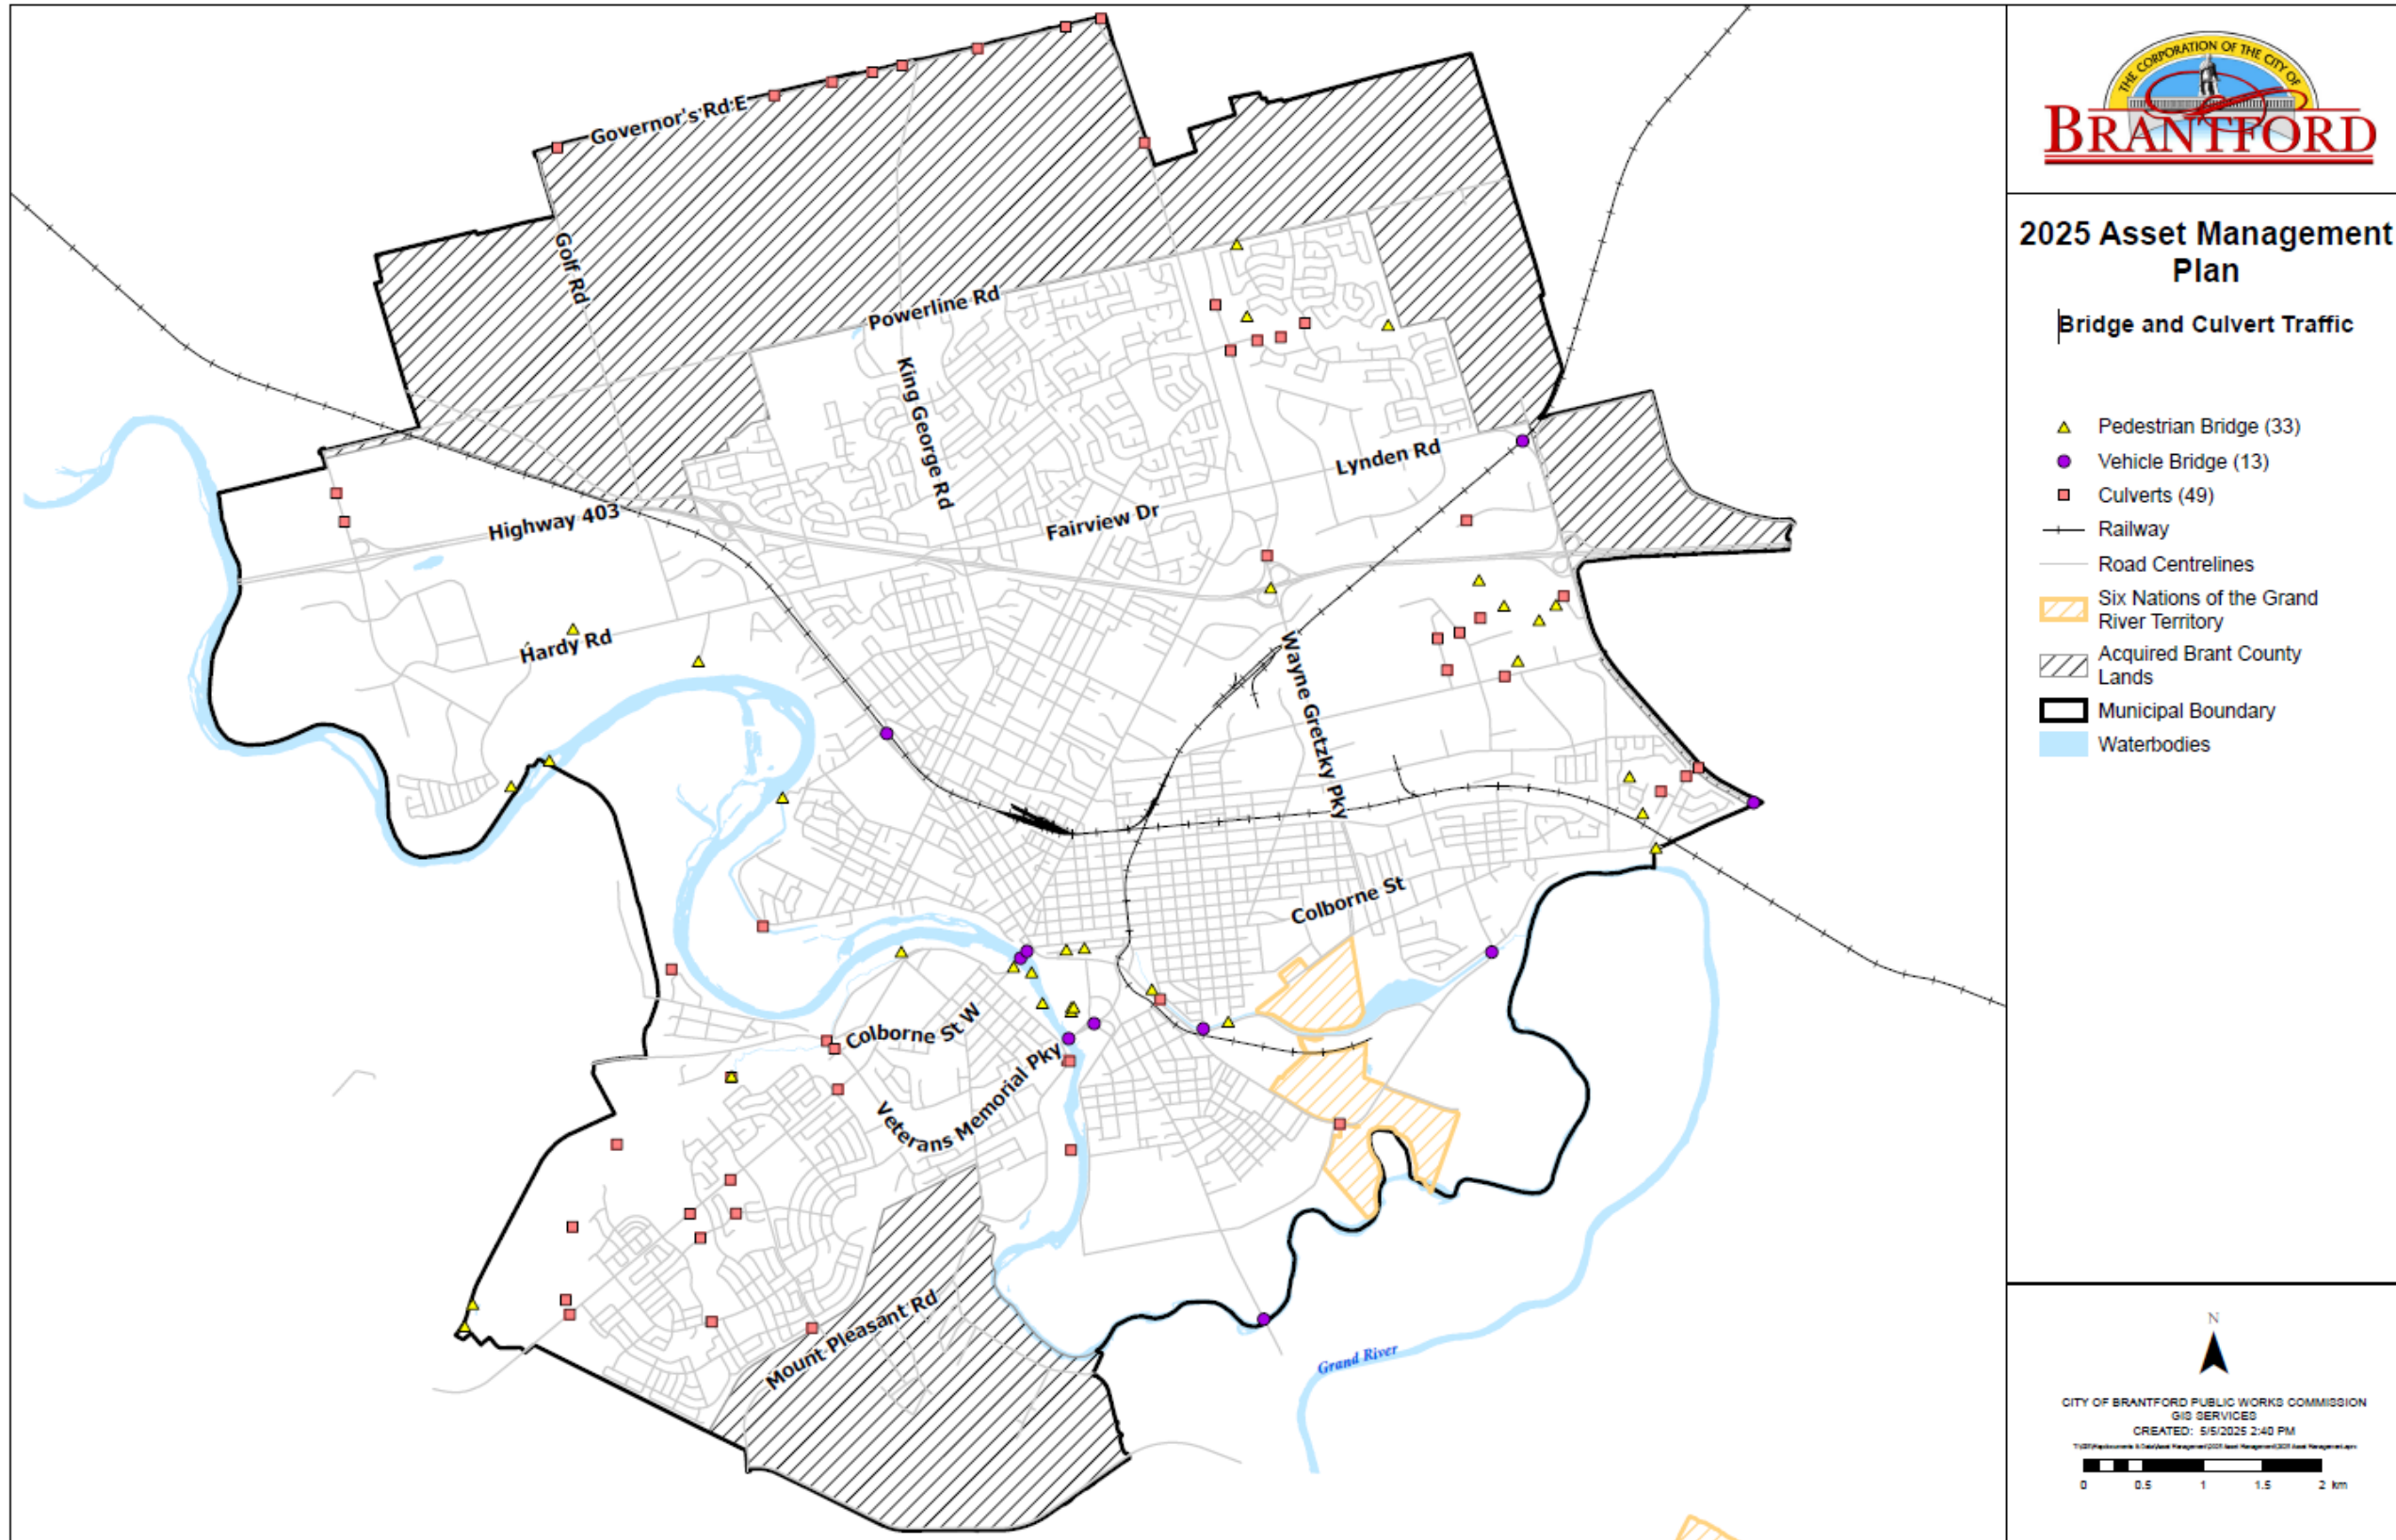 THE CORPORATION OF THE CITY OF
BRANTFORD
2025 Asset Management
Plan
Bridge and Culvert Traffic
Pedestrian Bridge (33)
Vehicle Bridge (13)
Culverts (49)
Railway
Road Centrelines
Six Nations of the Grand
River Territory
Acquired Brant County
Lands
Municipal Boundary
Waterbodies
Governor's Rd E
Golf Rd
Powerline Rd
King George Rd
Lynden Rd
Highway 403
Fairview Dr
Hardy Rd
Wayne Gretzky Pky
Colborne St
Colborne St W
Veterans Memorial Pky
Mount Pleasant Rd
Grand River
N
CITY OF BRANTFORD PUBLIC WORKS COMMISSION
GIS SERVICES
CREATED: 5/5/2025 2:40 PM
0 0.5 1 1.5 2 km